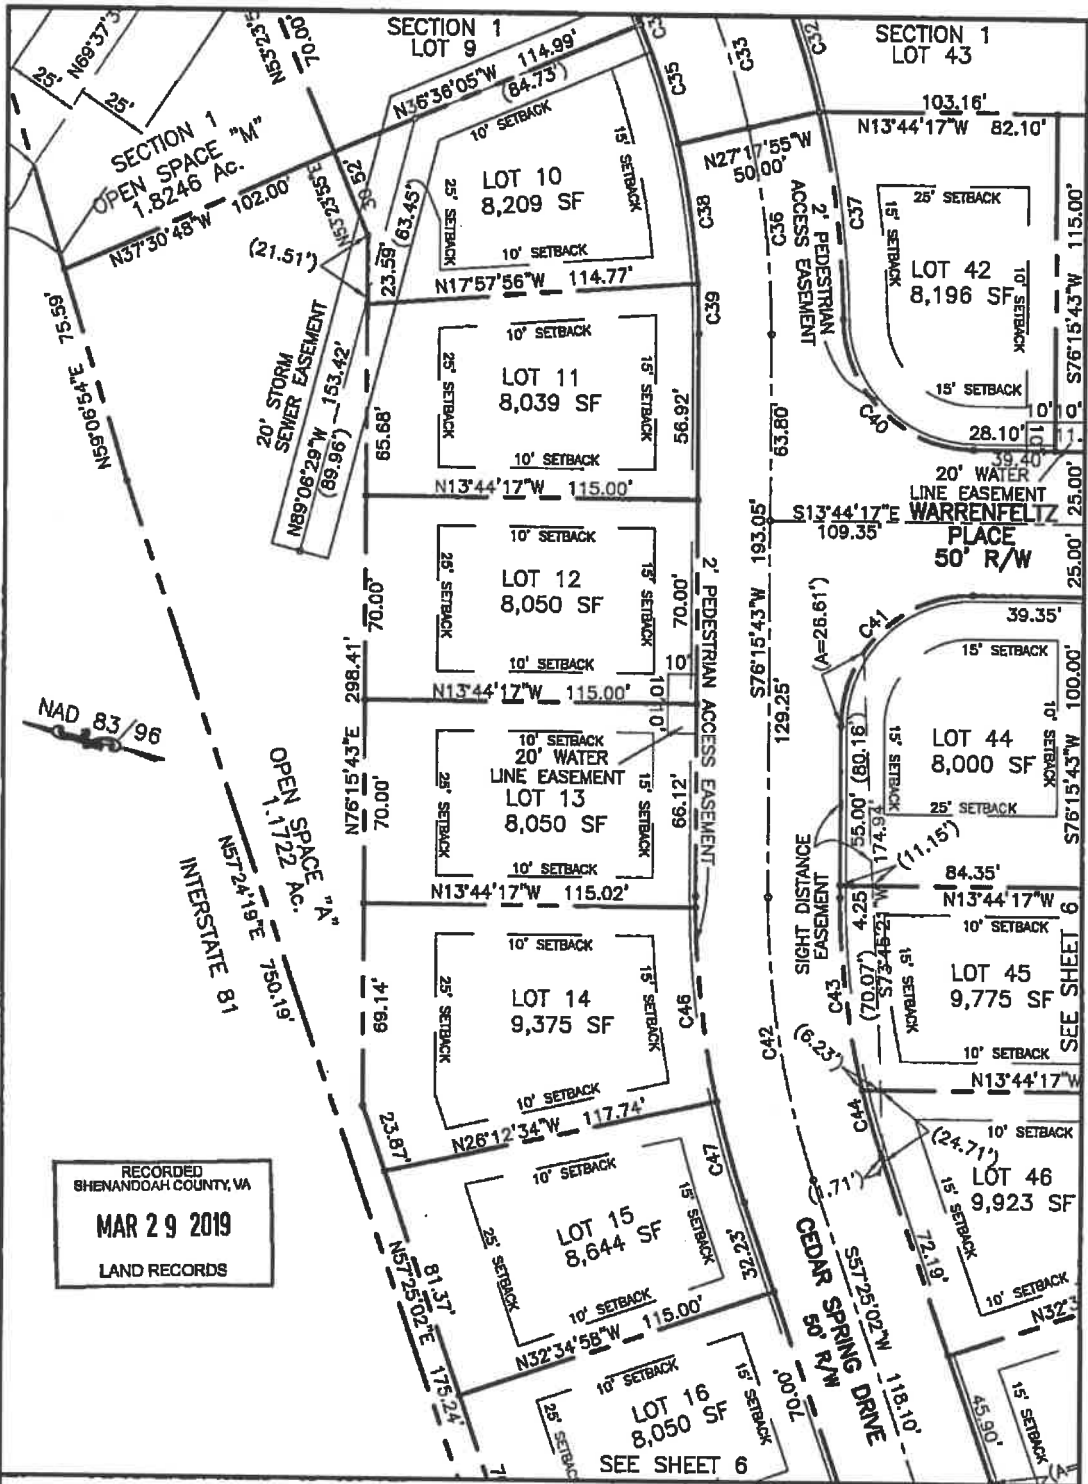 SECTION 1
LOT 9
SECTION 1
LOT 43
N69°37'3
25'
25'
N53°23'5
70.00'
N36°36'05"W 114.99'
(84.73')
C35
C33
C32
103.16'
N13°44'17"W 82.10'
N27°17'55"W
50.00'
SECTION 1
OPEN SPACE "M"
1.8246 Ac.
N37°30'48"W 102.00'
(21.51')
23.59'
(63.45')
10' SETBACK
15' SETBACK
LOT 10
8,209 SF
25' SETBACK
10' SETBACK
N17°57'56"W 114.77'
C38
C36
C37
C39
2' PEDESTRIAN
ACCESS EASEMENT
25' SETBACK
15' SETBACK
LOT 42
8,196 SF
10' SETBACK
15' SETBACK
S76°15'43"W 115.00'
10'
10'
10'
11.
N59°06'54"E 75.59'
20' STORM
SEWER EASEMENT
N89°06'29"W 153.42'
(89.96')
65.68'
10' SETBACK
25' SETBACK
LOT 11
8,039 SF
15' SETBACK
10' SETBACK
56.92'
63.80'
C40
28.10'
39.40'
20' WATER
LINE EASEMENT
N13°44'17"W 115.00'
S13°44'17"E
109.35'
WARRENFELTZ
PLACE
50' R/W
25.00'
25.00'
10' SETBACK
25' SETBACK
LOT 12
8,050 SF
15' SETBACK
10' SETBACK
70.00'
70.00'
2' PEDESTRIAN ACCESS EASEMENT
S76°15'43"W 193.05'
129.25'
(A=26.61')
C41
39.35'
N13°44'17"W 115.00'
10'
10'
10'
NAD 83/96
N76°15'43"E 298.41'
70.00'
10' SETBACK
20' WATER
LINE EASEMENT
25' SETBACK
LOT 13
8,050 SF
15' SETBACK
10' SETBACK
66.12'
15' SETBACK
15' SETBACK
LOT 44
8,000 SF
10' SETBACK
25' SETBACK
S76°15'43"W 100.00'
55.00'
(80.16')
174.94'
(11.15')
OPEN SPACE "A"
1.1722 Ac.
N57°24'19"E 750.19'
INTERSTATE 81
N13°44'17"W 115.02'
SIGHT DISTANCE
EASEMENT
84.35'
N13°44'17"W
4.25
10' SETBACK
15' SETBACK
LOT 45
9,775 SF
10' SETBACK
SEE SHEET 6
69.14'
10' SETBACK
25' SETBACK
LOT 14
9,375 SF
15' SETBACK
10' SETBACK
C46
C42
C43
(70.07')
S73°45'21"W
(6.23')
N13°44'17"W
C44
23.87'
N26°12'34"W 117.74'
C47
(1.71')
(24.71')
10' SETBACK
LOT 46
9,923 SF
15' SETBACK
10' SETBACK
N32°
RECORDED
SHENANDOAH COUNTY, VA
MAR 29 2019
LAND RECORDS
10' SETBACK
25' SETBACK
LOT 15
8,644 SF
15' SETBACK
10' SETBACK
32.23'
72.19'
N57°25'02"E 175.24'
81.37'
N32°34'58"W 115.00'
CEDAR SPRING DRIVE
50' R/W
S57°25'02"W 118.10'
10' SETBACK
25' SETBACK
LOT 16
8,050 SF
15' SETBACK
70.00'
45.90'
15' SETBACK
SEE SHEET 6